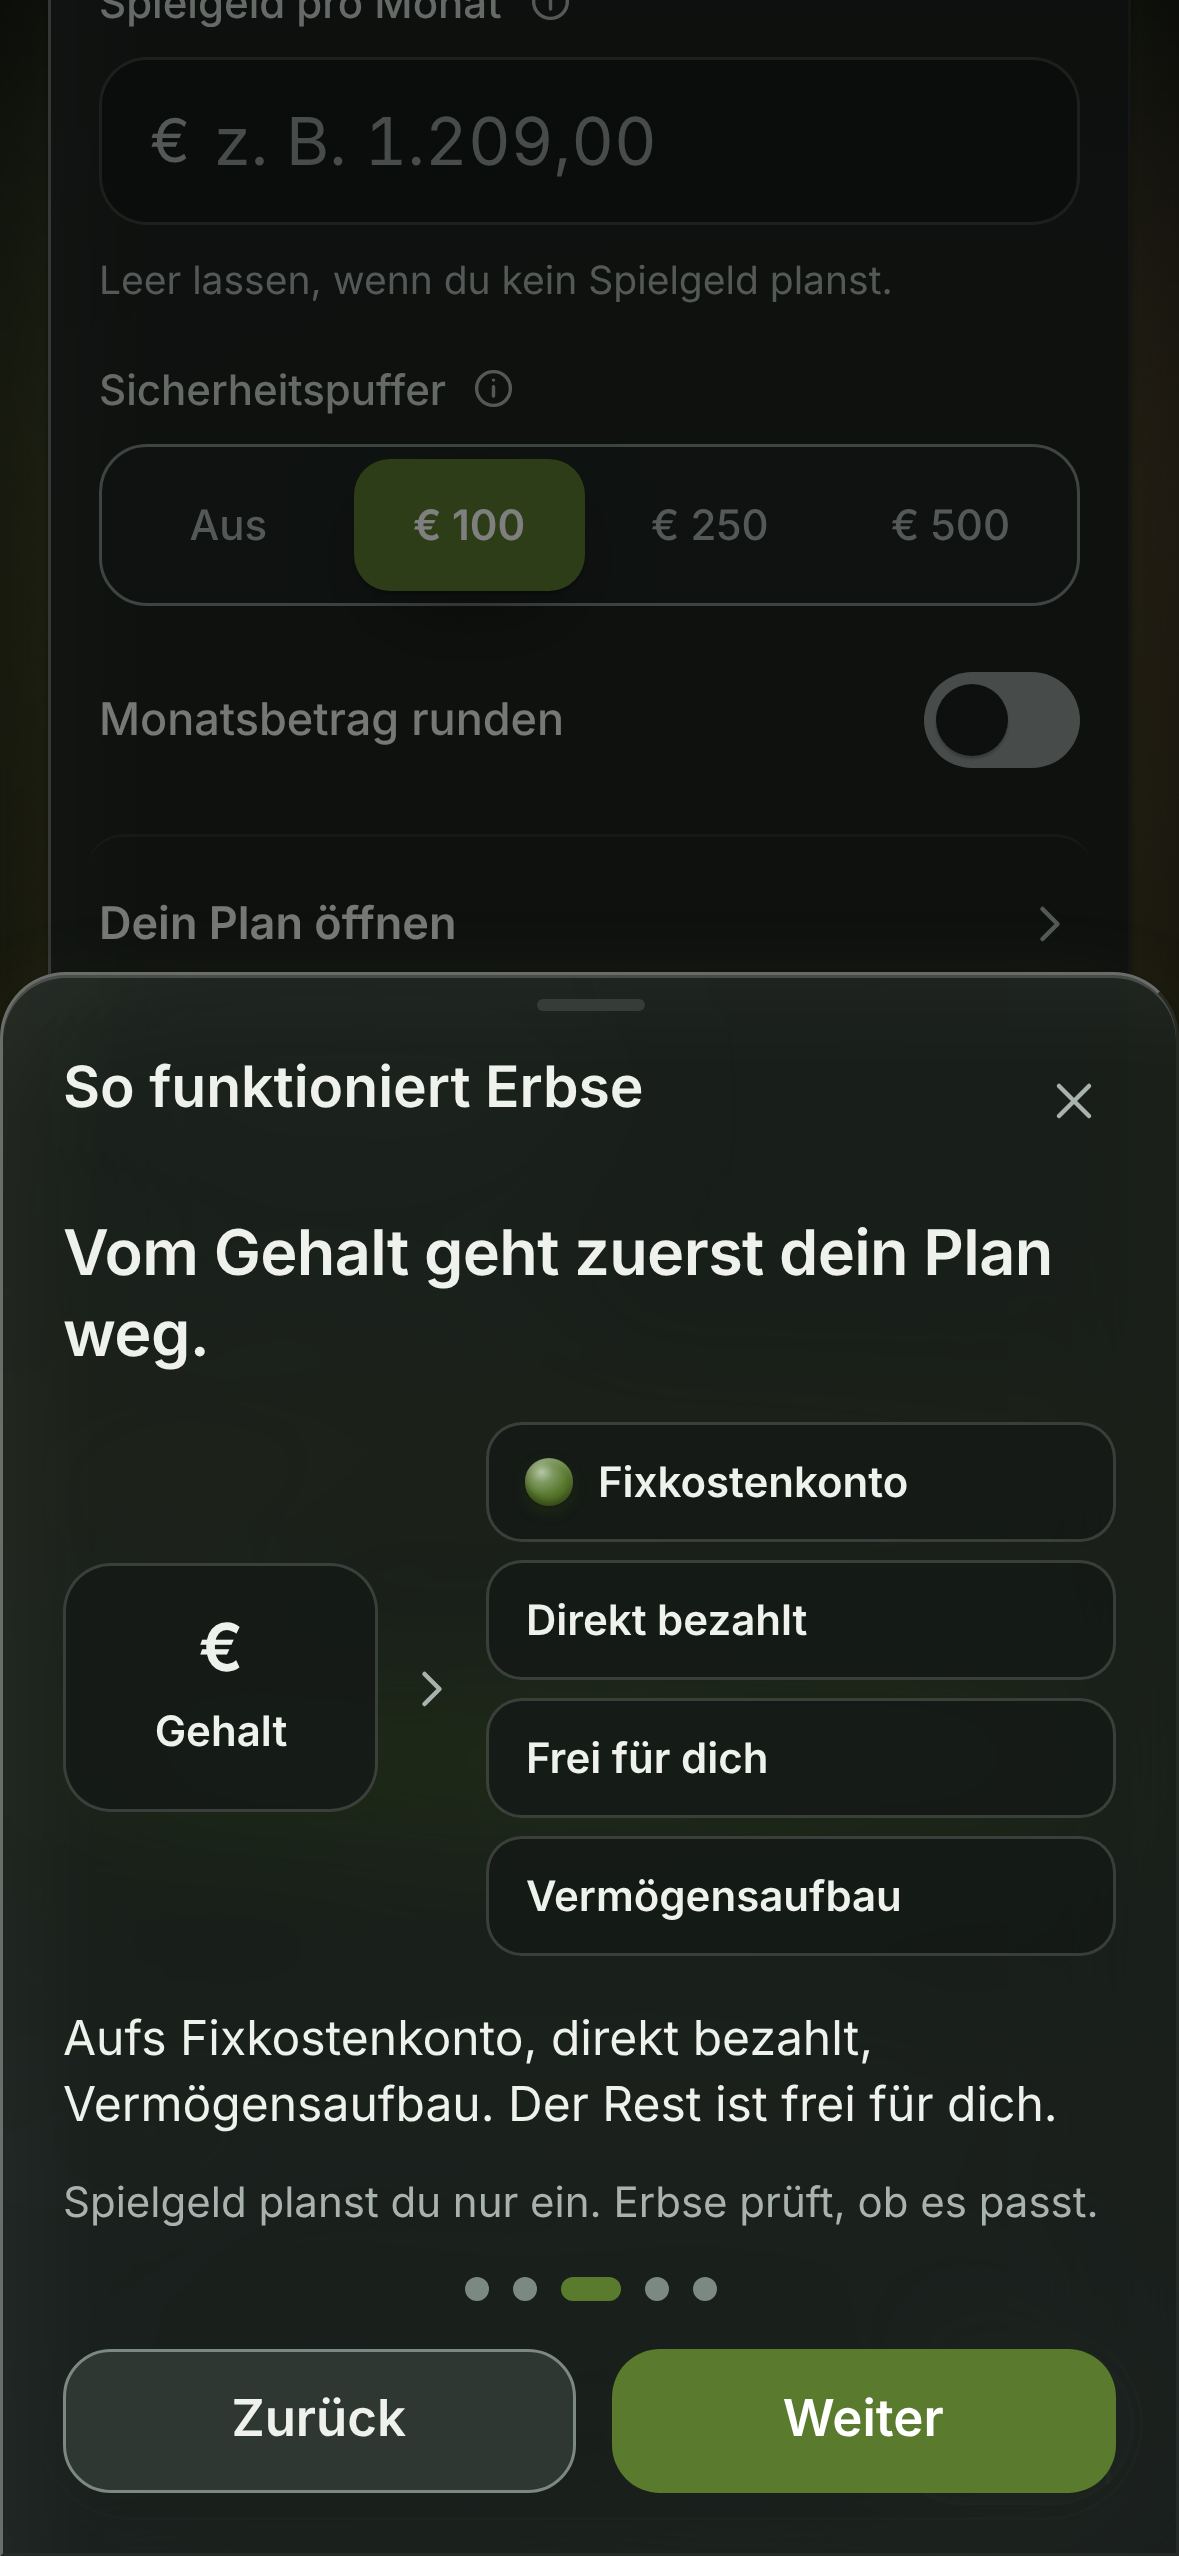 Spielgeld pro Monat
€ z. B. 1.209,00
Leer lassen, wenn du kein Spielgeld planst.
Sicherheitspuffer
Aus € 100 € 250 € 500
Monatsbetrag runden
Dein Plan öffnen
So funktioniert Erbse
Vom Gehalt geht zuerst dein Plan
weg.
€
Gehalt
Fixkostenkonto
Direkt bezahlt
Frei für dich
Vermögensaufbau
Aufs Fixkostenkonto, direkt bezahlt,
Vermögensaufbau. Der Rest ist frei für dich.
Spielgeld planst du nur ein. Erbse prüft, ob es passt.
Zurück
Weiter